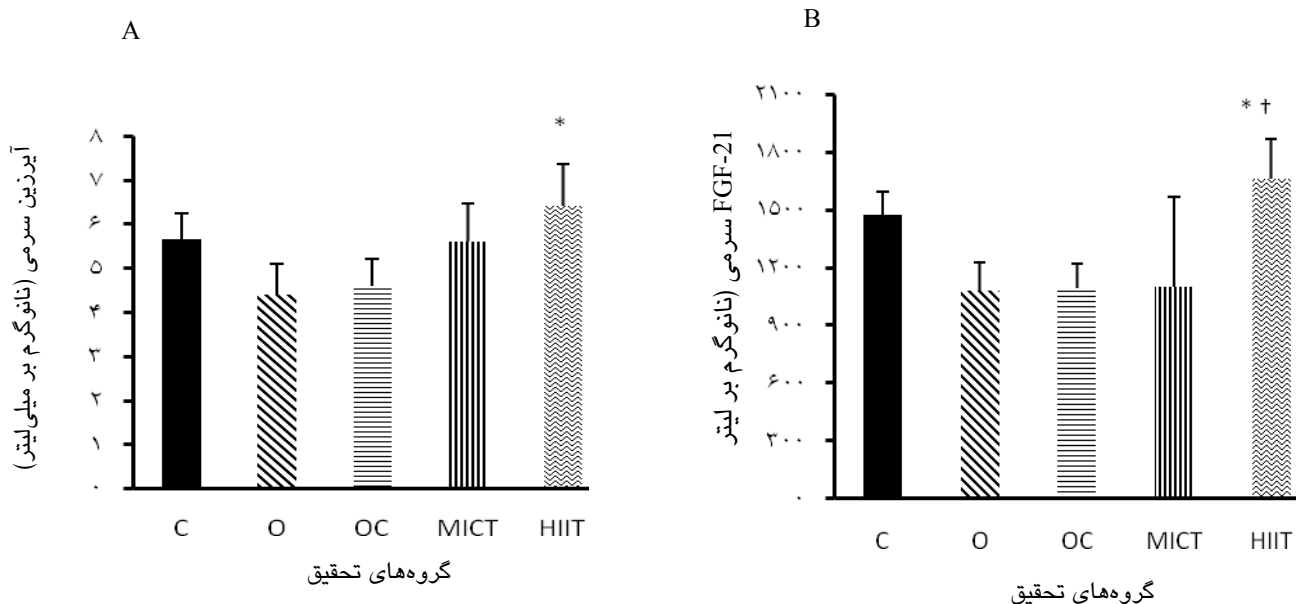 A
آیرزین سرمی (نانوگرم بر میلی‌لیتر)
۸
۷
۶
۵
۴
۳
۲
۱
۰
*
C O OC MICT HIIT
گروه‌های تحقیق
B
FGF-21 سرمی (نانوگرم بر لیتر)
۲۱۰۰
۱۸۰۰
۱۵۰۰
۱۲۰۰
۹۰۰
۶۰۰
۳۰۰
۰
* †
C O OC MICT HIIT
گروه‌های تحقیق